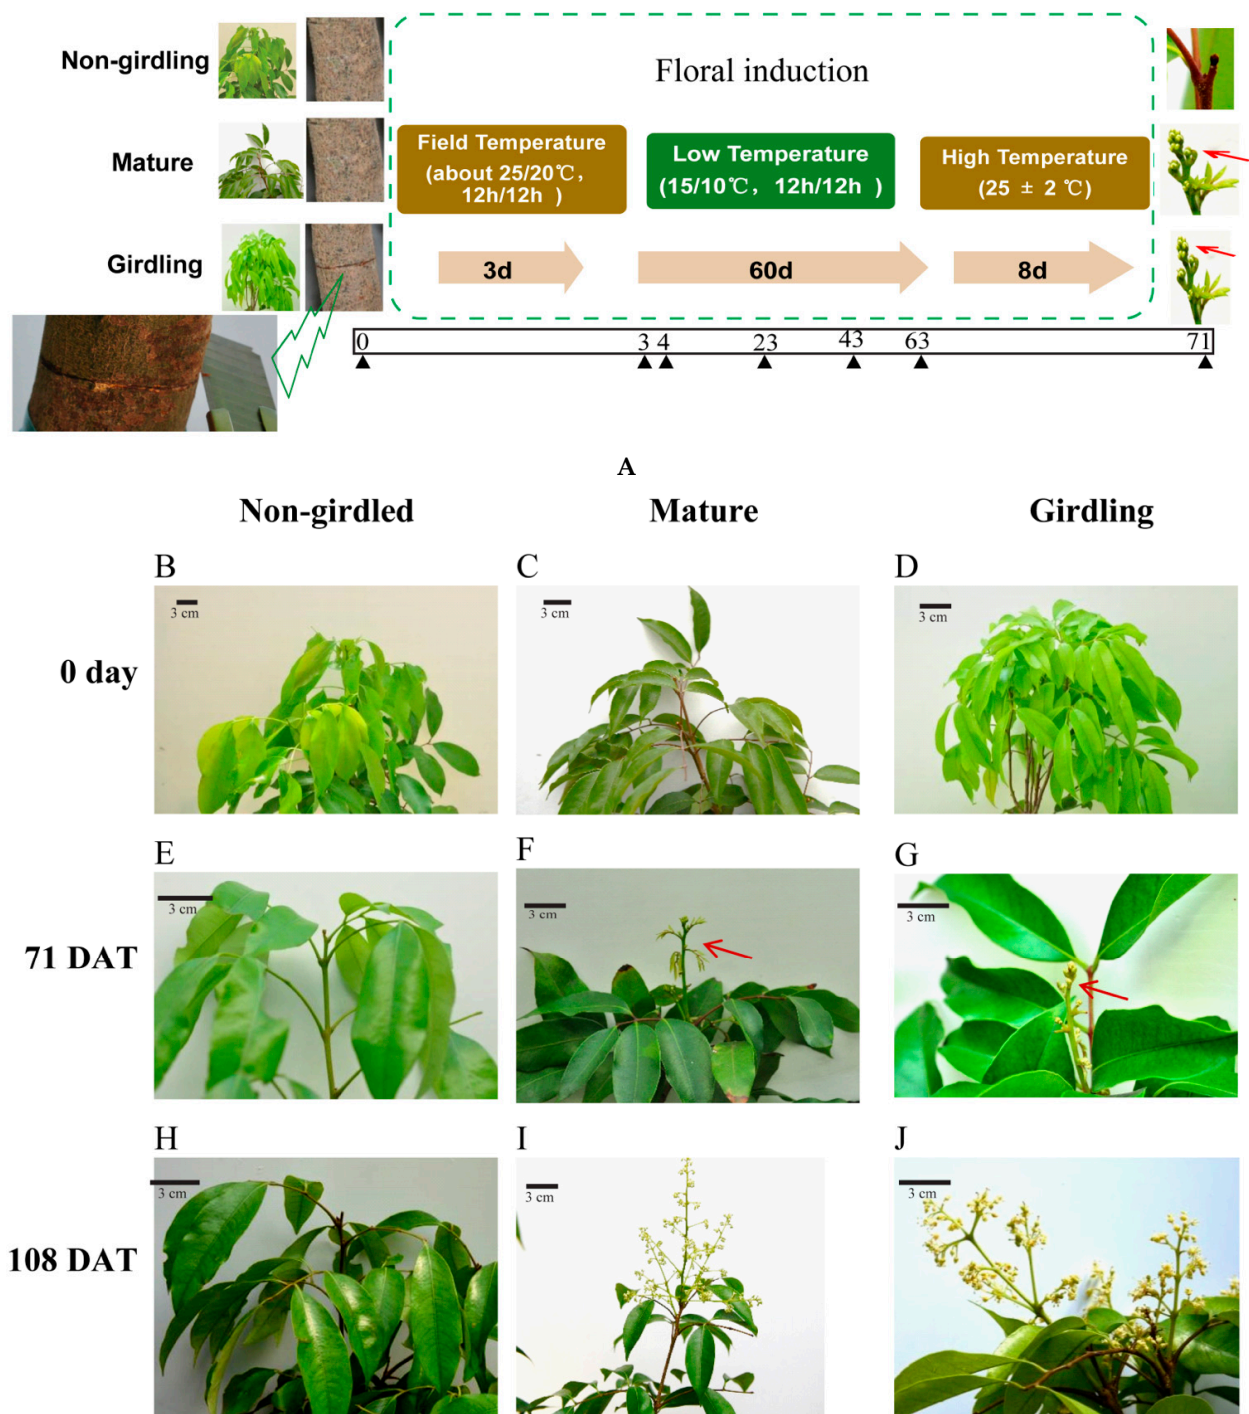 Non-girdling
Floral induction
Mature
Field Temperature
(about 25/20℃,
12h/12h )
Low Temperature
(15/10℃, 12h/12h )
High Temperature
(25 ± 2 ℃)
Girdling
3d
60d
8d
0 3 4 23 43 63 71
A
Non-girdled Mature Girdling
B C D
3 cm 3 cm 3 cm
0 day
E F G
3 cm 3 cm 3 cm
71 DAT
H I J
3 cm 3 cm 3 cm
108 DAT